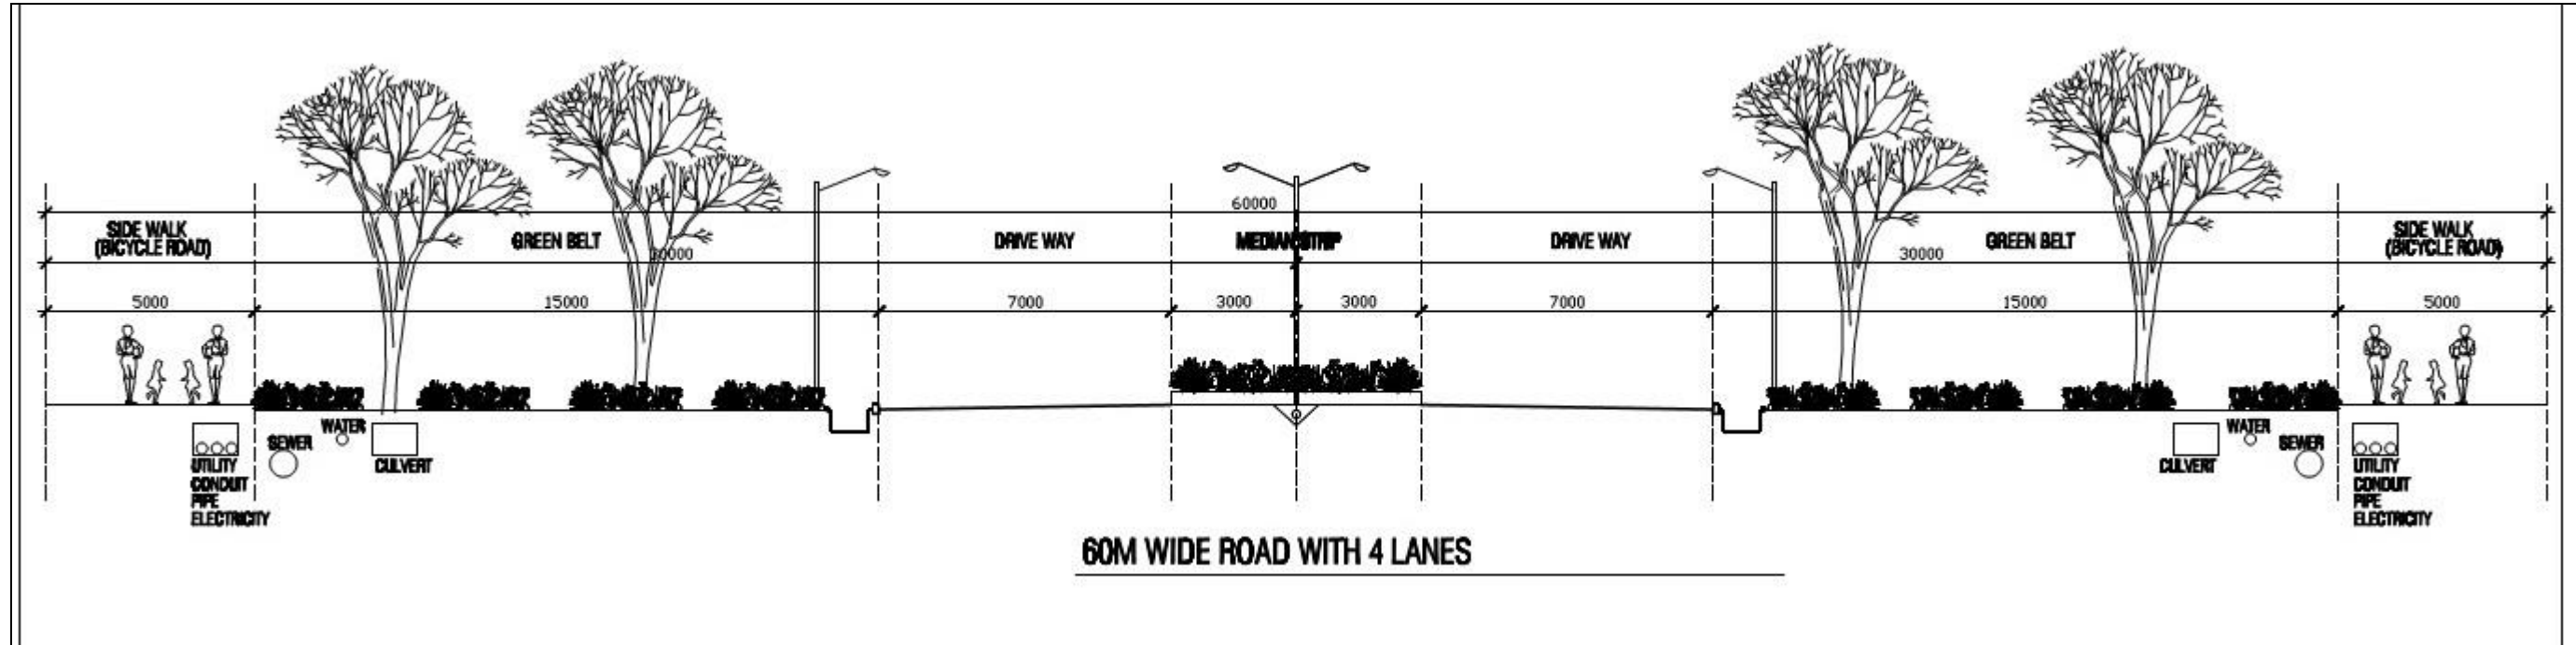 60000
SIDE WALK
(BICYCLE ROAD)
GREEN BELT
DRIVE WAY
MEDIAN STRIP
DRIVE WAY
GREEN BELT
SIDE WALK
(BICYCLE ROAD)
30000
30000
5000
15000
7000
3000
3000
7000
15000
5000
UTILITY
CONDUIT
PIPE
ELECTRICITY
SEWER
WATER
CULVERT
CULVERT
WATER
SEWER
UTILITY
CONDUIT
PIPE
ELECTRICITY
60M WIDE ROAD WITH 4 LANES